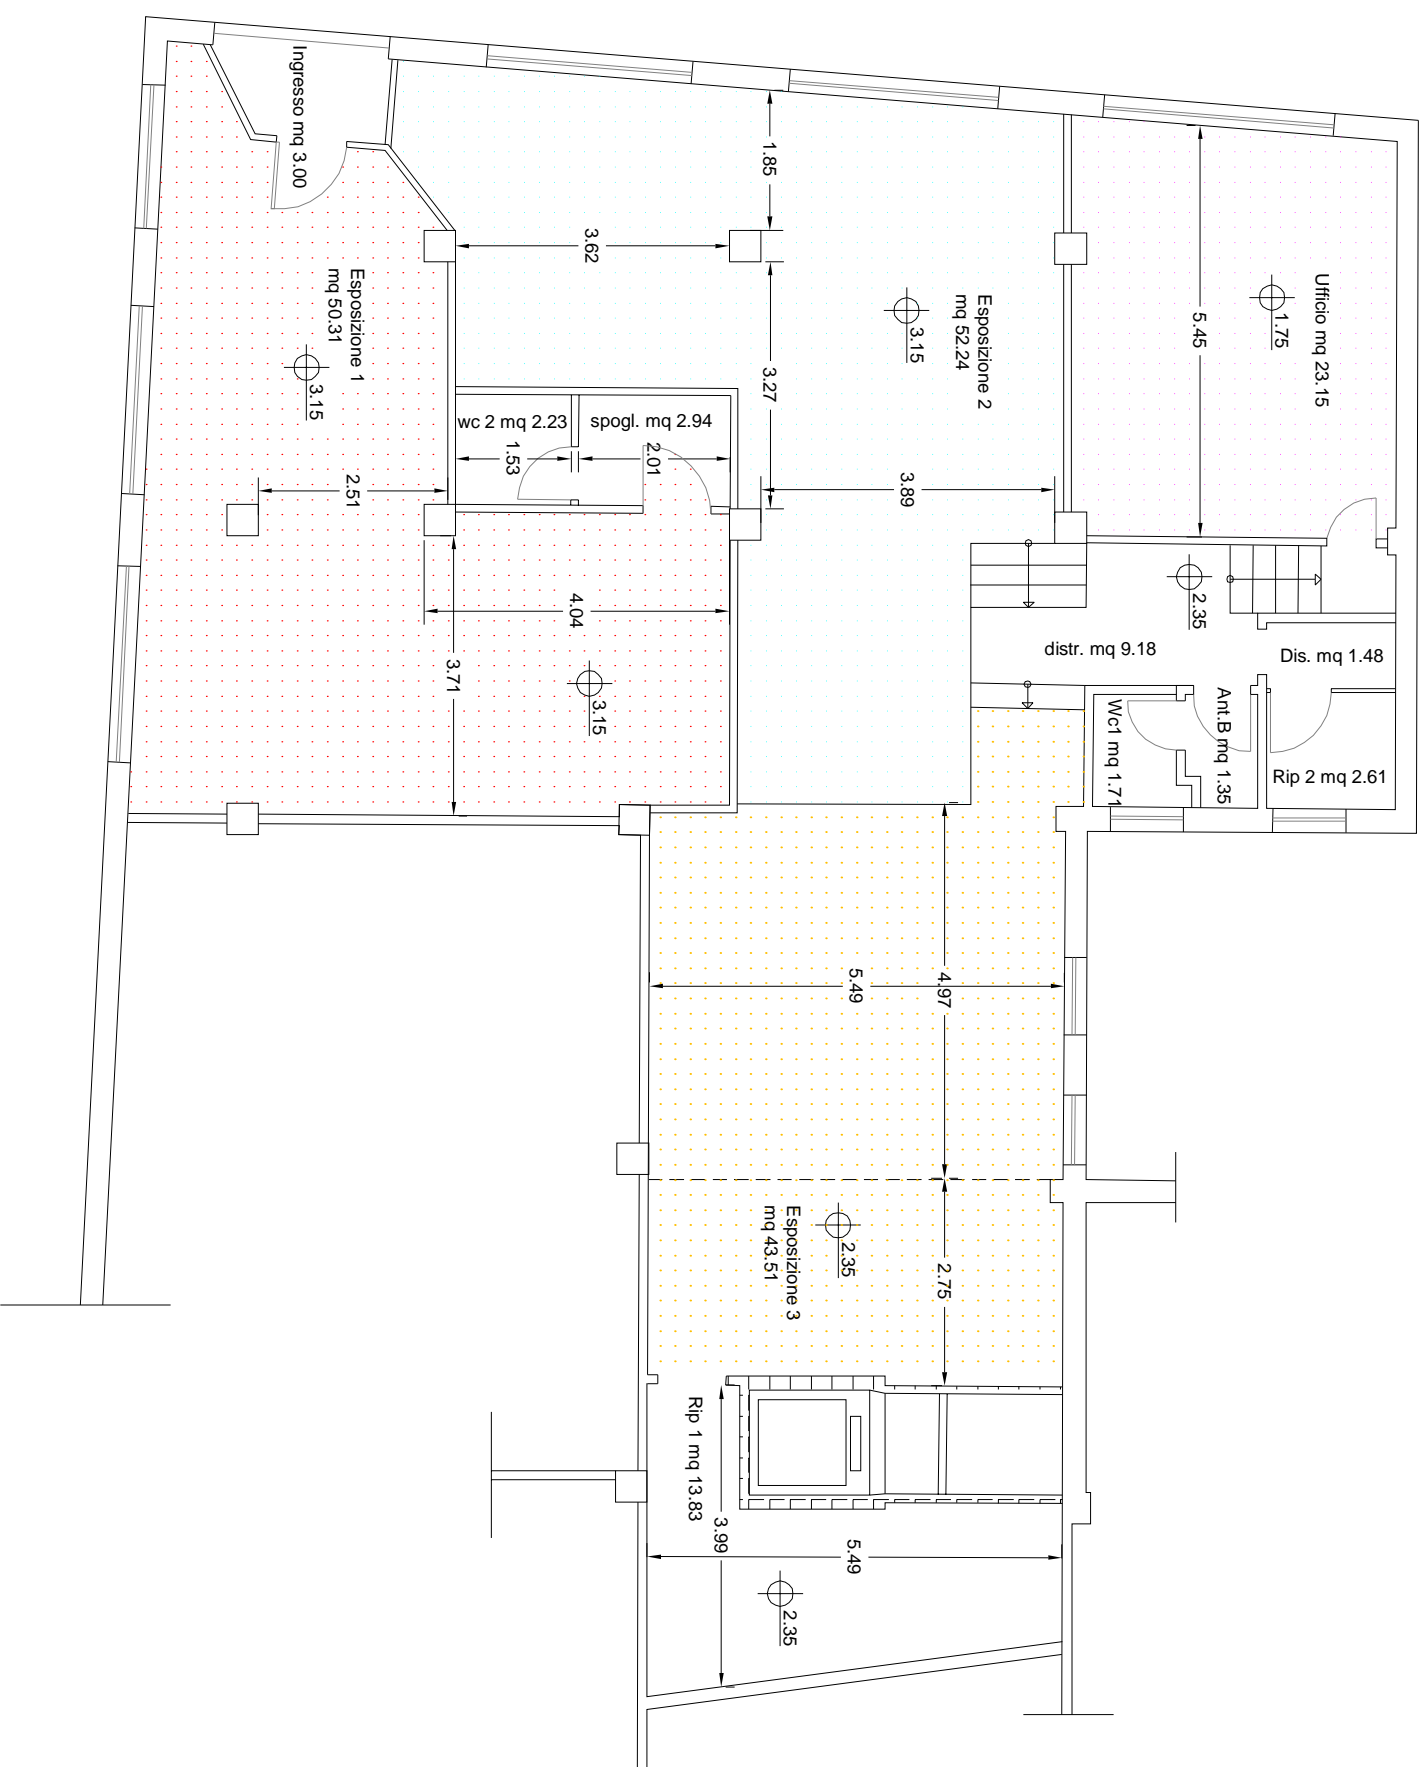 Ingresso mq 3.00
1.85
5.45
3.62
Ufficio mq 23.15
1.75
Esposizione 1
mq 50.31
3.15
Esposizione 2
mq 52.24
3.15
3.27
wc 2 mq 2.23
spogl. mq 2.94
1.53
2.01
2.51
3.89
4.04
3.71
3.15
2.35
distr. mq 9.18
Dis. mq 1.48
Wc1 mq 1.71
Ant.B mq 1.35
Rip 2 mq 2.61
5.49
4.97
Esposizione 3
mq 43.51
2.35
2.75
Rip 1 mq 13.83
3.99
5.49
2.35